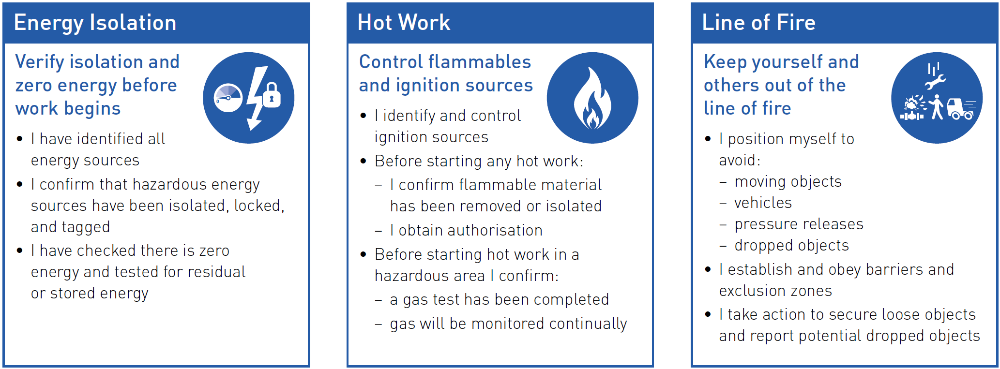 Energy Isolation
Verify isolation and
zero energy before
work begins
0
• I have identified all
energy sources
• I confirm that hazardous energy
sources have been isolated, locked,
and tagged
• I have checked there is zero
energy and tested for residual
or stored energy
Hot Work
Control flammables
and ignition sources
• I identify and control
ignition sources
• Before starting any hot work:
– I confirm flammable material
has been removed or isolated
– I obtain authorisation
• Before starting hot work in a
hazardous area I confirm:
– a gas test has been completed
– gas will be monitored continually
Line of Fire
Keep yourself and
others out of the
line of fire
• I position myself to
avoid:
– moving objects
– vehicles
– pressure releases
– dropped objects
• I establish and obey barriers and
exclusion zones
• I take action to secure loose objects
and report potential dropped objects